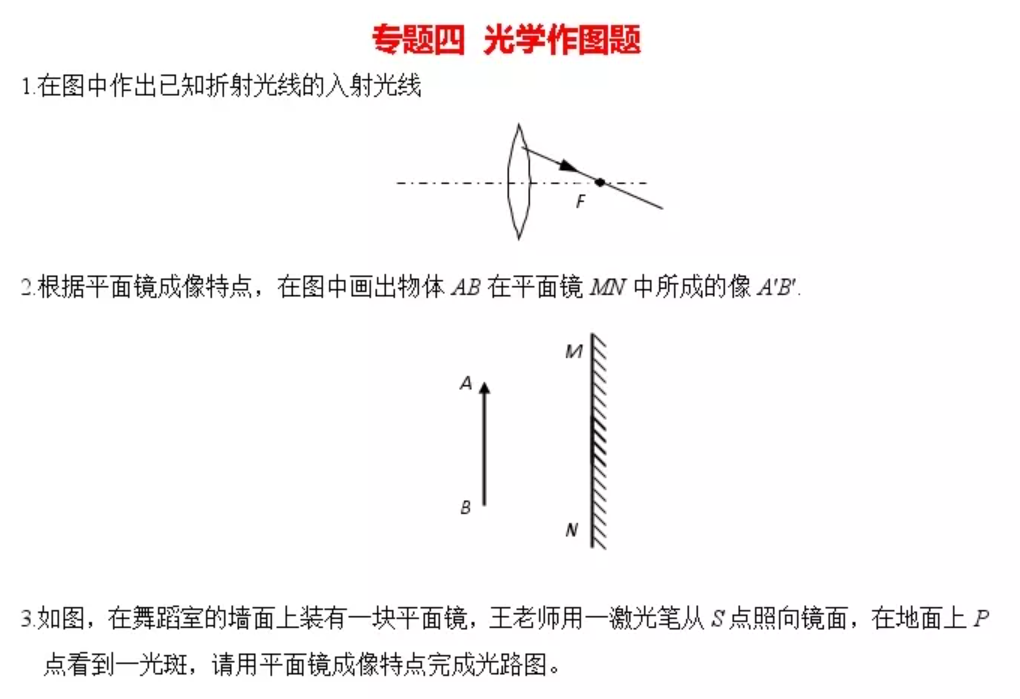 专题四 光学作图题
1.在图中作出已知折射光线的入射光线
F
2.根据平面镜成像特点，在图中画出物体 AB 在平面镜 MN 中所成的像 A'B'.
M
A
B
N
3.如图，在舞蹈室的墙面上装有一块平面镜，王老师用一激光笔从 S 点照向镜面，在地面上 P
点看到一光斑，请用平面镜成像特点完成光路图。